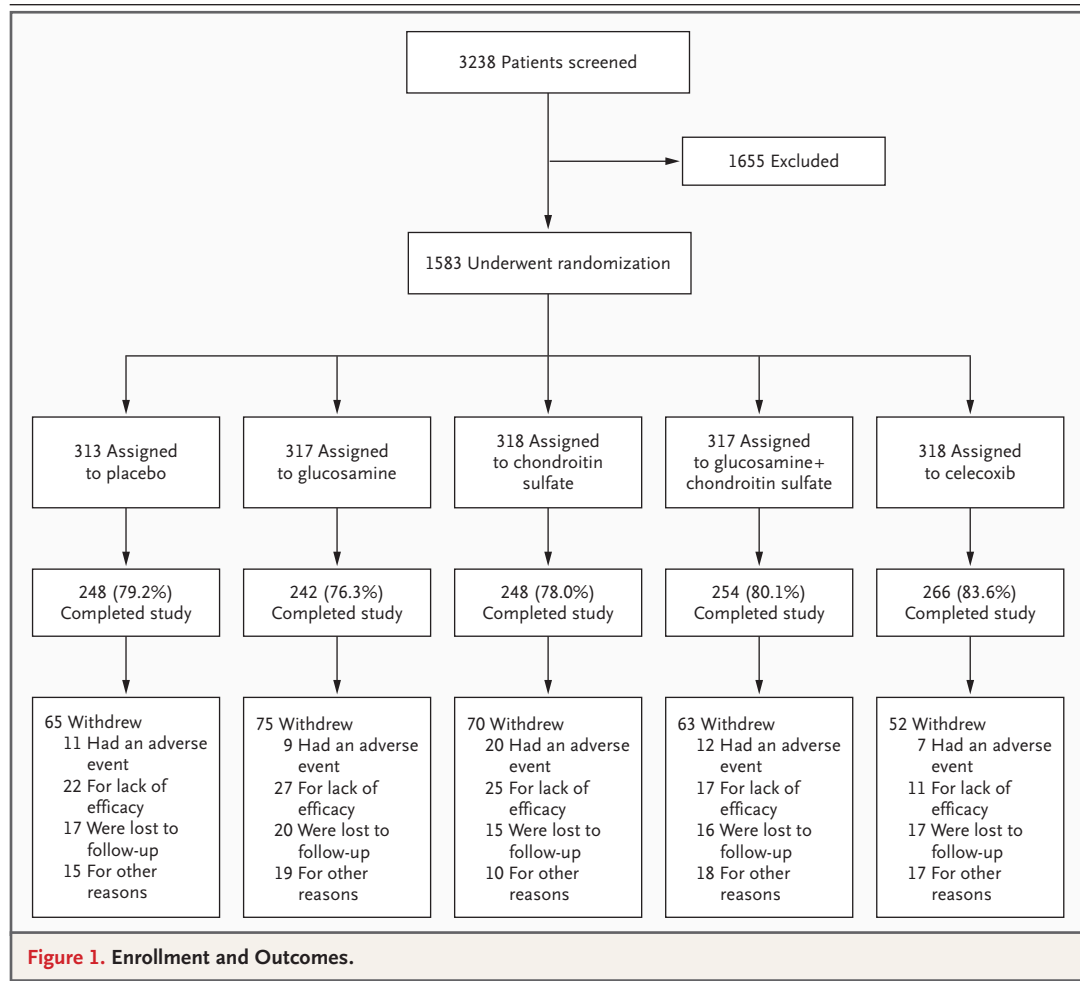 3238 Patients screened
1655 Excluded
1583 Underwent randomization
313 Assigned
to placebo
317 Assigned
to glucosamine
318 Assigned
to chondroitin
sulfate
317 Assigned
to glucosamine+
chondroitin sulfate
318 Assigned
to celecoxib
248 (79.2%)
Completed study
242 (76.3%)
Completed study
248 (78.0%)
Completed study
254 (80.1%)
Completed study
266 (83.6%)
Completed study
65 Withdrew
11 Had an adverse
event
22 For lack of
efficacy
17 Were lost to
follow-up
15 For other
reasons
75 Withdrew
9 Had an adverse
event
27 For lack of
efficacy
20 Were lost to
follow-up
19 For other
reasons
70 Withdrew
20 Had an adverse
event
25 For lack of
efficacy
15 Were lost to
follow-up
10 For other
reasons
63 Withdrew
12 Had an adverse
event
17 For lack of
efficacy
16 Were lost to
follow-up
18 For other
reasons
52 Withdrew
7 Had an adverse
event
11 For lack of
efficacy
17 Were lost to
follow-up
17 For other
reasons
Figure 1. Enrollment and Outcomes.